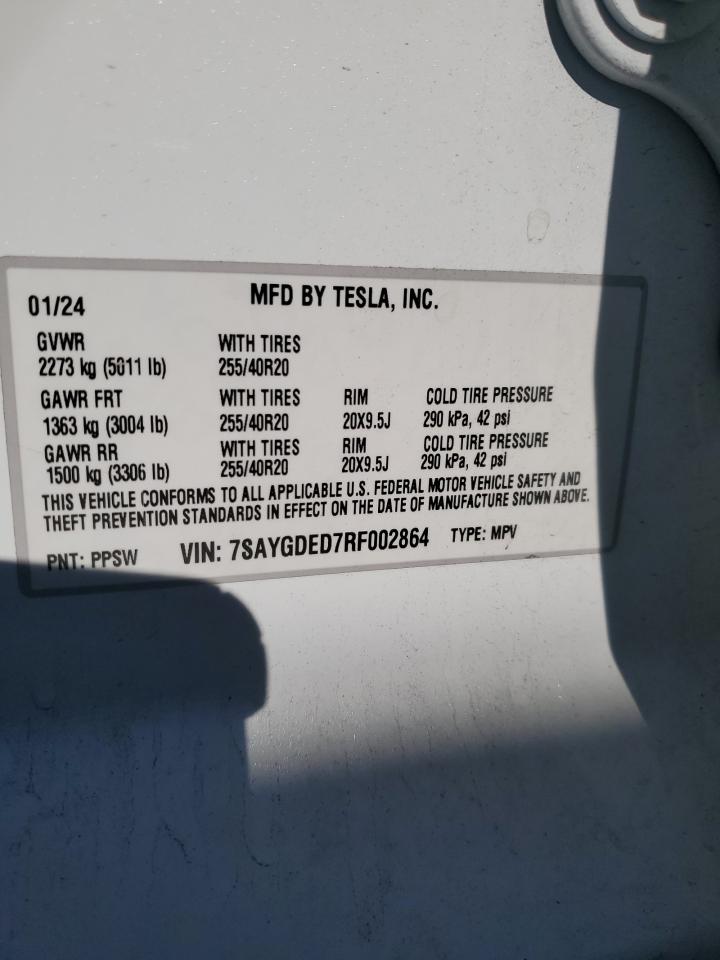 01/24 MFD BY TESLA, INC.
GVWR WITH TIRES
2273 kg (5011 lb) 255/40R20
GAWR FRT WITH TIRES RIM COLD TIRE PRESSURE
1363 kg (3004 lb) 255/40R20 20X9.5J 290 kPa, 42 psi
GAWR RR WITH TIRES RIM COLD TIRE PRESSURE
1500 kg (3306 lb) 255/40R20 20X9.5J 290 kPa, 42 psi
THIS VEHICLE CONFORMS TO ALL APPLICABLE U.S. FEDERAL MOTOR VEHICLE SAFETY AND
THEFT PREVENTION STANDARDS IN EFFECT ON THE DATE OF MANUFACTURE SHOWN ABOVE.
PNT: PPSW VIN: 7SAYGDED7RF002864 TYPE: MPV